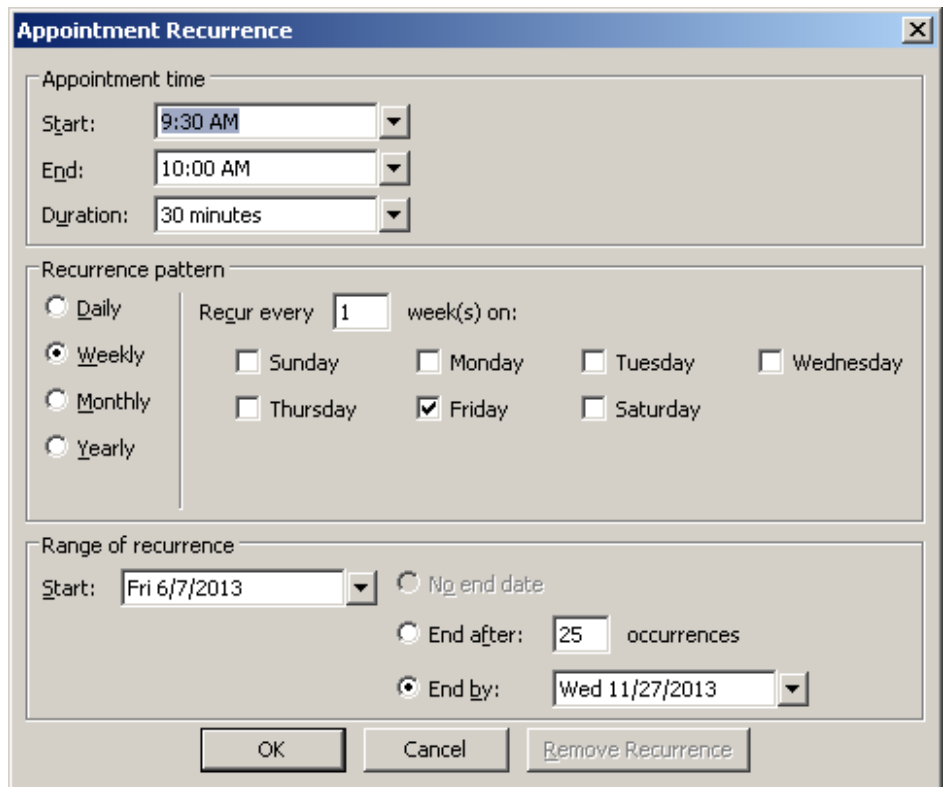 Appointment Recurrence
Appointment time
Start: 9:30 AM
End: 10:00 AM
Duration: 30 minutes
Recurrence pattern
Daily Recur every 1 week(s) on:
Weekly Sunday Monday Tuesday Wednesday
Monthly Thursday Friday Saturday
Yearly
Range of recurrence
Start: Fri 6/7/2013 No end date
End after: 25 occurrences
End by: Wed 11/27/2013
OK Cancel Remove Recurrence